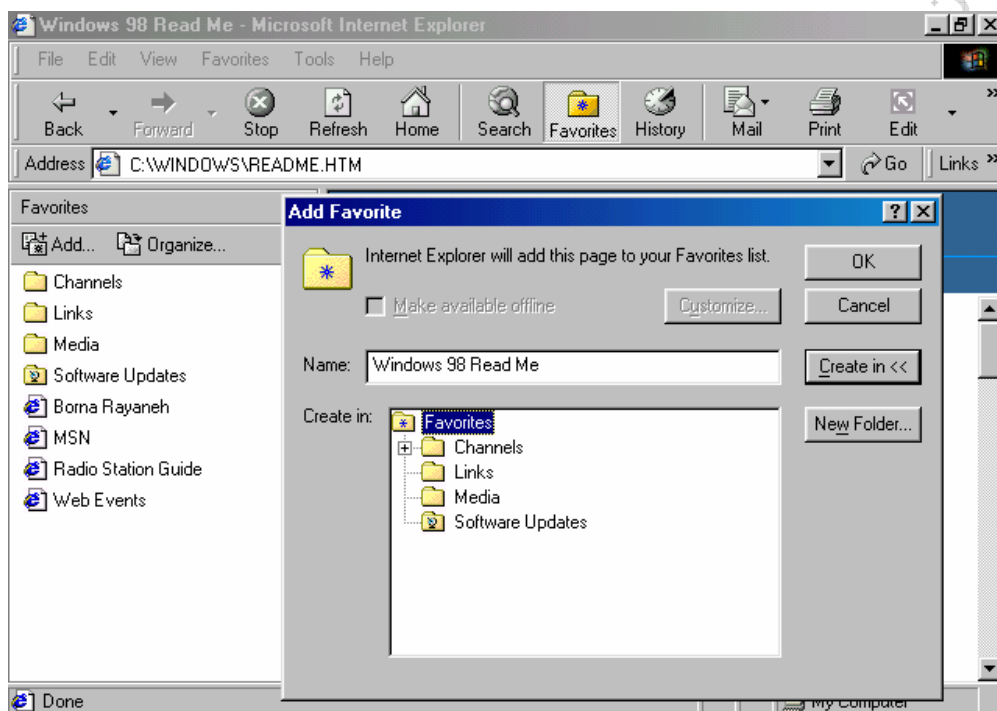 Windows 98 Read Me - Microsoft Internet Explorer
File Edit View Favorites Tools Help
Back Forward Stop Refresh Home Search Favorites History Mail Print Edit »
Address C:\WINDOWS\README.HTM Go Links »
Favorites
Add... Organize...
Channels
Links
Media
Software Updates
Borna Rayaneh
MSN
Radio Station Guide
Web Events
Add Favorite
Internet Explorer will add this page to your Favorites list.
OK
Make available offline Customize... Cancel
Name: Windows 98 Read Me Create in <<
Create in: Favorites New Folder...
Channels
Links
Media
Software Updates
Done My Computer